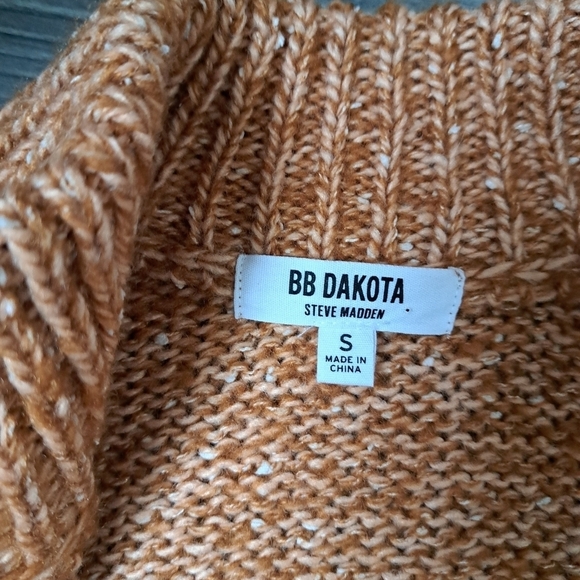 BB DAKOTA
STEVE MADDEN
S
MADE IN
CHINA